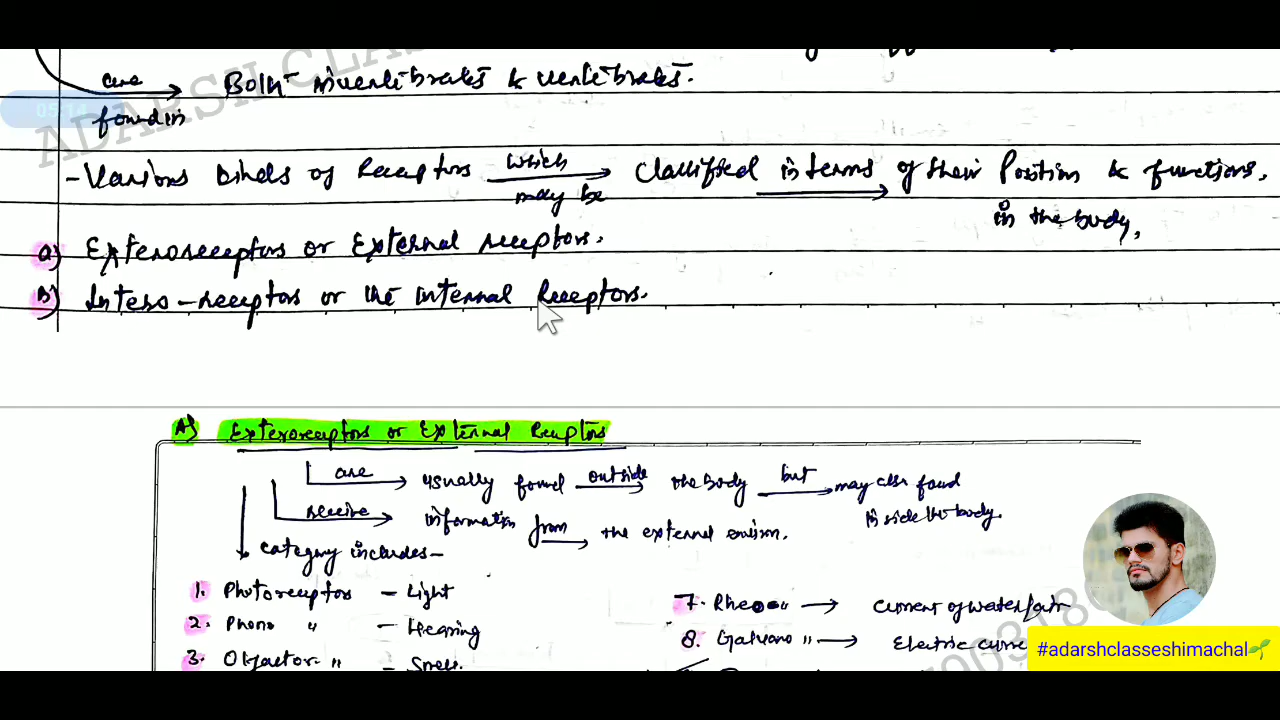 are
found in
Both invertebrates & vertebrates.
ADARSH CLA
05:14
- Various kinds of Receptors which may be Classified in terms of their Position & functions.
in the body.
a) Exteroreceptors or External receptors.
B) Intero-receptors or the internal Receptors.
A) Exteroreceptors or External Receptors
are usually found outside the Body but may also found
inside the body.
receive information from the external environ.
category includes-
1. Photoreceptors - Light
2. Phono " - Hearing
3. Olfactor " - Smell
7. Rheo " → current of water/air
8. Galvano " → Electric curre
#adarshclasseshimachal🌱